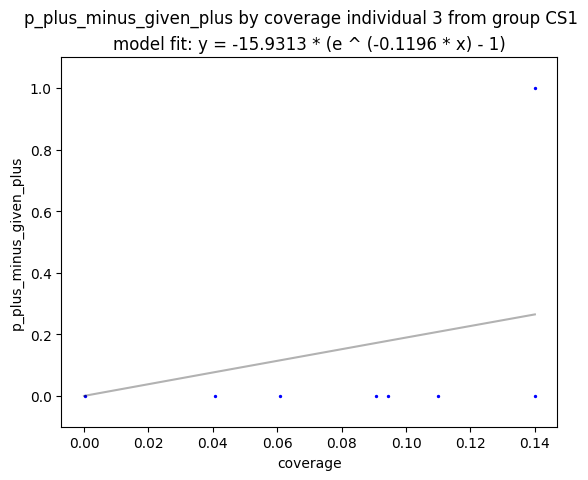 p_plus_minus_given_plus by coverage individual 3 from group CS1
model fit: y = -15.9313 * (e ^ (-0.1196 * x) - 1)
1.0
0.8
0.6
0.4
0.2
0.0
p_plus_minus_given_plus
0.00 0.02 0.04 0.06 0.08 0.10 0.12 0.14
coverage